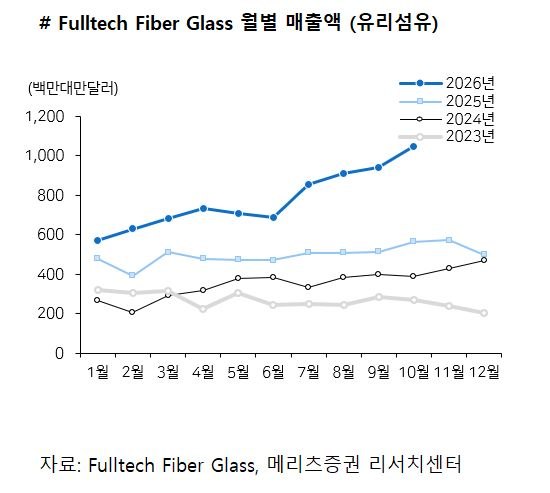 # Fulltech Fiber Glass 월별 매출액 (유리섬유)
(백만대만달러)
2026년
2025년
2024년
2023년
1,200
1,000
800
600
400
200
0
1월 2월 3월 4월 5월 6월 7월 8월 9월 10월 11월 12월
자료: Fulltech Fiber Glass, 메리츠증권 리서치센터